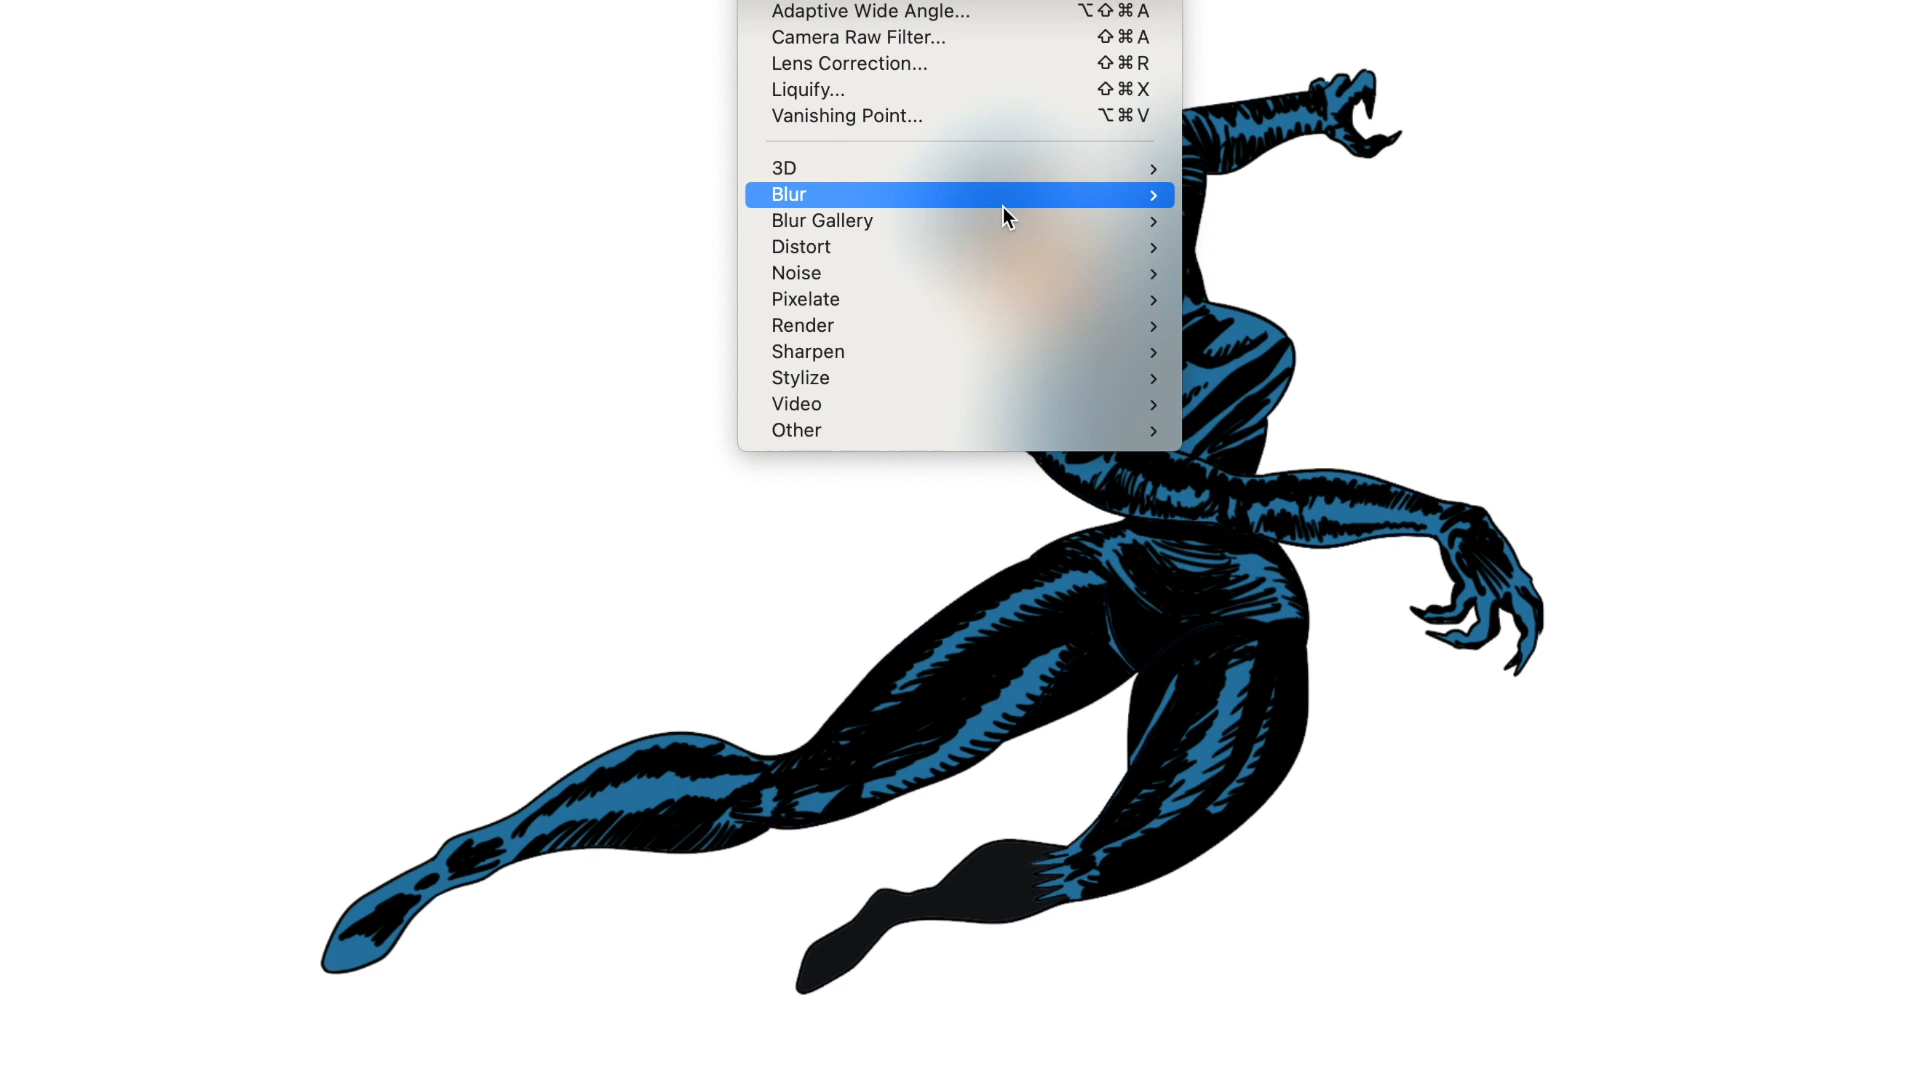 Adaptive Wide Angle... ⌥⇧⌘A
Camera Raw Filter... ⇧⌘A
Lens Correction... ⇧⌘R
Liquify... ⇧⌘X
Vanishing Point... ⌥⌘V
3D
Blur
Blur Gallery
Distort
Noise
Pixelate
Render
Sharpen
Stylize
Video
Other